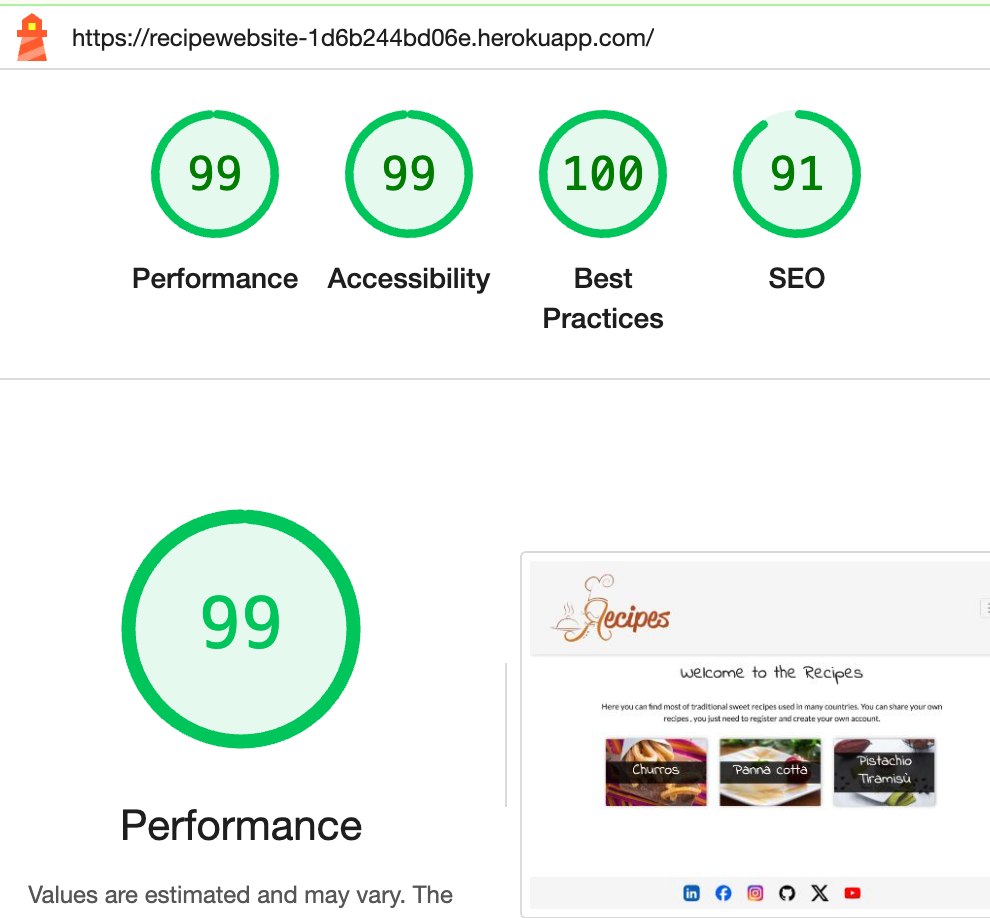 https://recipewebsite-1d6b244bd06e.herokuapp.com/
99
99
100
91
Performance
Accessibility
Best
Practices
SEO
99
Performance
Values are estimated and may vary. The
Recipes
Welcome to the Recipes
Here you can find most of traditional sweet recipes used in many countries. You can share your own
recipes , you just need to register and create your own account.
Churros
Panna cotta
Pistachio
Tiramisù